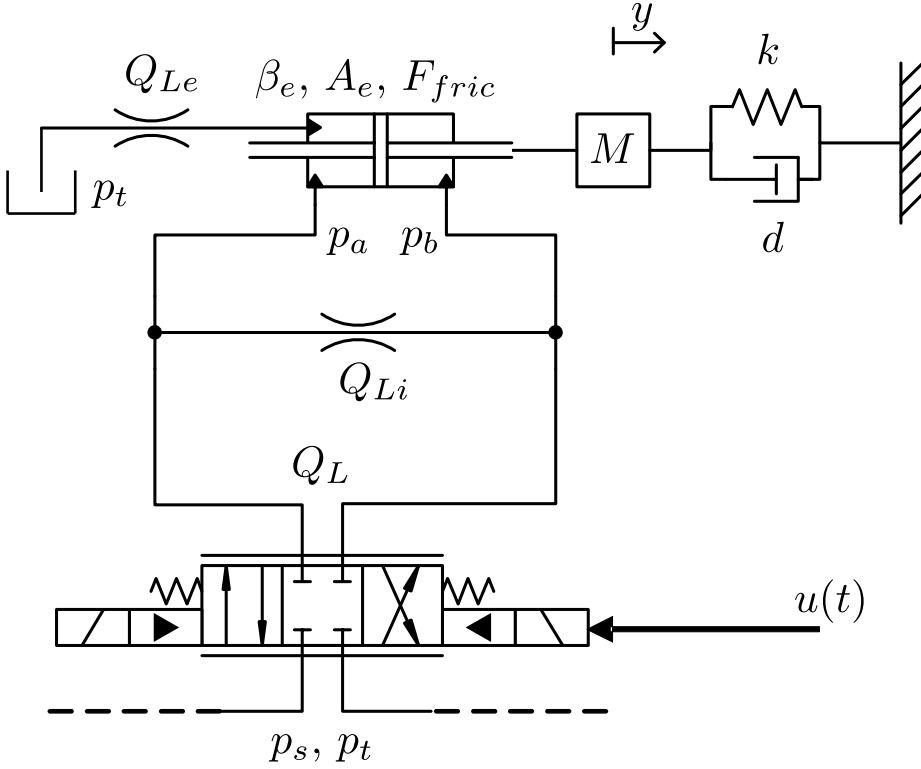 y
k
Q_{Le}
β_e, A_e, F_{fric}
M
p_t
d
p_a
p_b
Q_{Li}
Q_L
u(t)
p_s, p_t